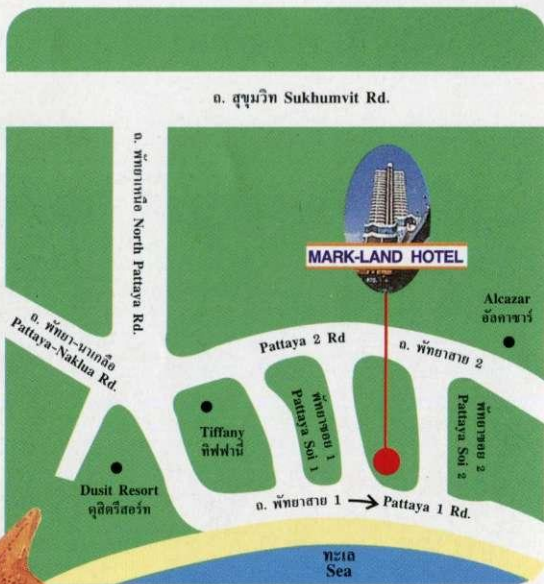 ถ. สุขุมวิท Sukhumvit Rd.
ถ. พัทยาเหนือ North Pattaya Rd.
MARK-LAND HOTEL
Alcazar
อัลคาซาร์
ถ. พัทยา-นาเกลือ
Pattaya-Naklua Rd.
Pattaya 2 Rd
ถ. พัทยาสาย 2
Tiffany
ทิฟฟานี่
พัทยาซอย 1
Pattaya Soi 1
พัทยาซอย 2
Pattaya Soi 2
Dusit Resort
ดุสิตรีสอร์ท
ถ. พัทยาสาย 1 → Pattaya 1 Rd.
ทะเล
Sea